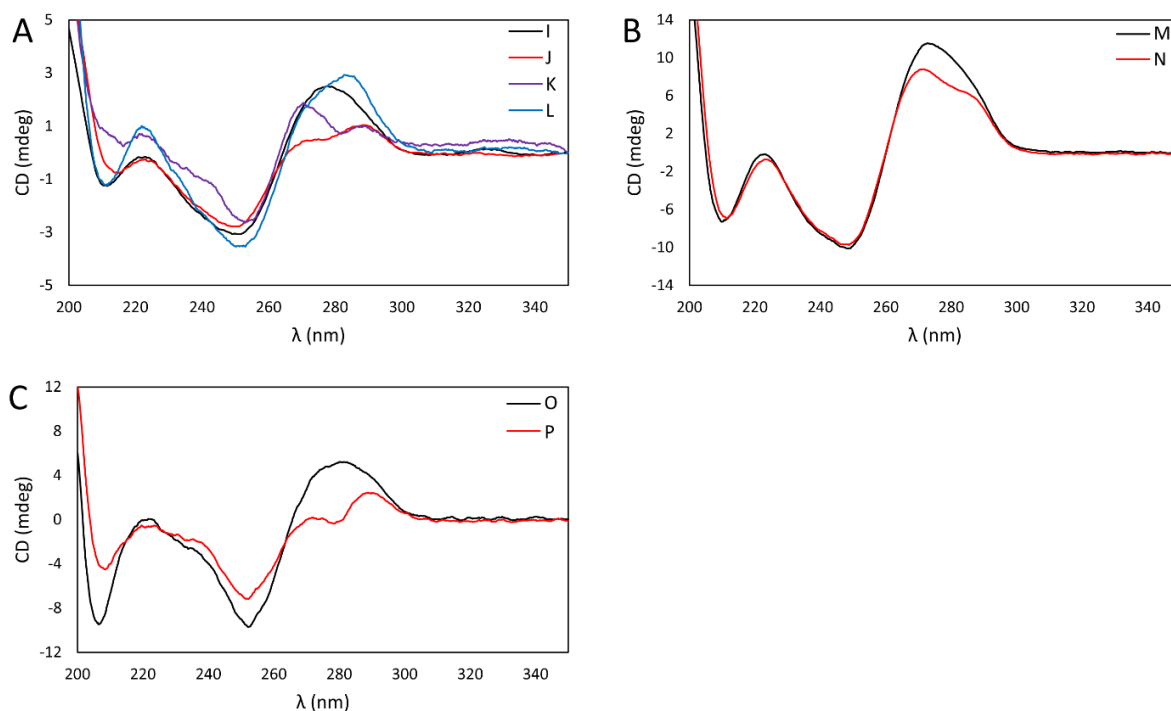 A
I
J
K
L
5
3
1
-1
-3
-5
CD (mdeg)
200 220 240 260 280 300 320 340
λ (nm)
B
M
N
14
10
6
2
-2
-6
-10
-14
CD (mdeg)
200 220 240 260 280 300 320 340
λ (nm)
C
O
P
12
8
4
0
-4
-8
-12
CD (mdeg)
200 220 240 260 280 300 320 340
λ (nm)